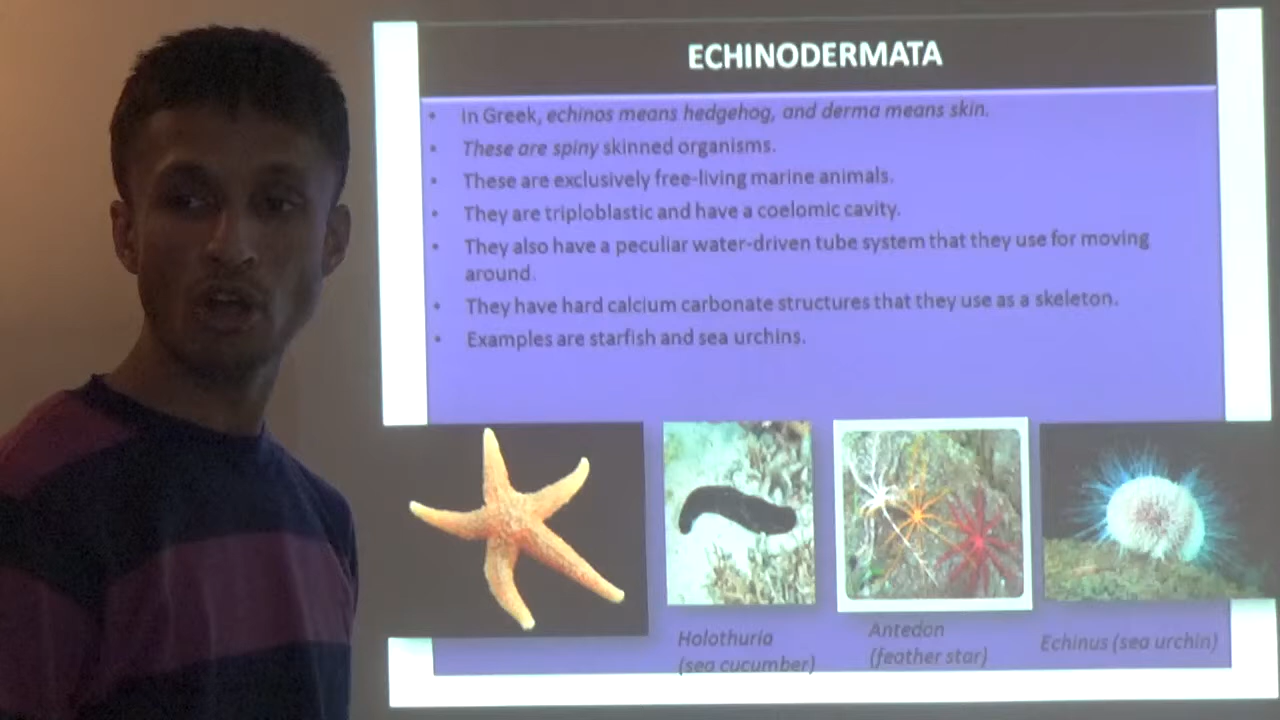 ECHINODERMATA
• In Greek, echinos means hedgehog, and derma means skin.
• These are spiny skinned organisms.
• These are exclusively free-living marine animals.
• They are triploblastic and have a coelomic cavity.
• They also have a peculiar water-driven tube system that they use for moving
around.
• They have hard calcium carbonate structures that they use as a skeleton.
• Examples are starfish and sea urchins.
Holothuria
(sea cucumber)
Antedon
(feather star)
Echinus (sea urchin)